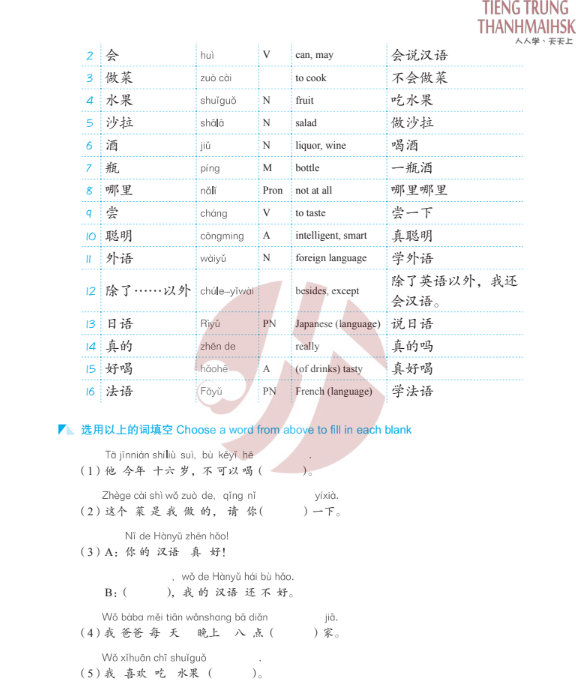 TIENG TRUNG
THANHMAIHSK
人人学·天天上
2 会 huì V can, may 会说汉语
3 做菜 zuò cài to cook 不会做菜
4 水果 shuǐguǒ N fruit 吃水果
5 沙拉 shālā N salad 做沙拉
6 酒 jiǔ N liquor, wine 喝酒
7 瓶 píng M bottle 一瓶酒
8 哪里 nǎlǐ Pron not at all 哪里哪里
9 尝 cháng V to taste 尝一下
10 聪明 cōngming A intelligent, smart 真聪明
11 外语 wàiyǔ N foreign language 学外语
12 除了……以外 chúle…yǐwài besides, except 除了英语以外，我还
会汉语。
13 日语 Rìyǔ PN Japanese (language) 说日语
14 真的 zhēn de really 真的吗
15 好喝 hǎohē A (of drinks) tasty 真好喝
16 法语 Fǎyǔ PN French (language) 学法语
选用以上的词填空 Choose a word from above to fill in each blank
Tā jīnnián shíliù suì, bù kěyǐ hē .
（1）他 今年 十六 岁，不 可以 喝（ ）。
Zhège cài shì wǒ zuò de, qǐng nǐ yíxià.
（2）这个 菜 是 我 做 的，请 你（ ）一下。
Nǐ de Hànyǔ zhēn hǎo!
（3）A：你 的 汉语 真 好！
, wǒ de Hànyǔ hái bù hǎo.
B：（ ），我 的 汉语 还 不 好。
Wǒ bàba měi tiān wǎnshang bā diǎn jiā.
（4）我 爸爸 每 天 晚上 八 点（ ）家。
Wǒ xǐhuān chī shuǐguǒ .
（5）我 喜欢 吃 水果（ ）。